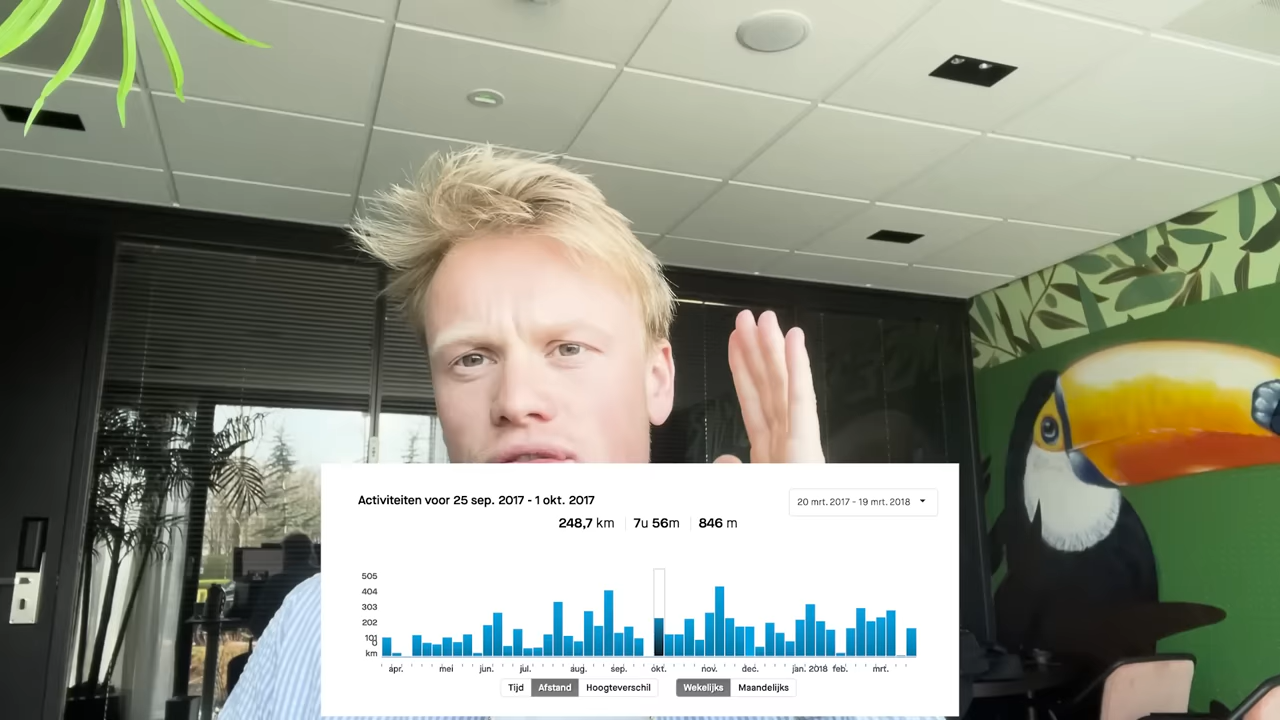 Activiteiten voor 25 sep. 2017 - 1 okt. 2017
20 mrt. 2017 - 19 mrt. 2018
248,7 km 7u 56m 846 m
505
404
303
202
101
0
km
apr. mei jun. jul. aug. sep. okt. nov. dec. jan. 2018 feb. mrt.
Tijd Afstand Hoogteverschil Wekelijks Maandelijks